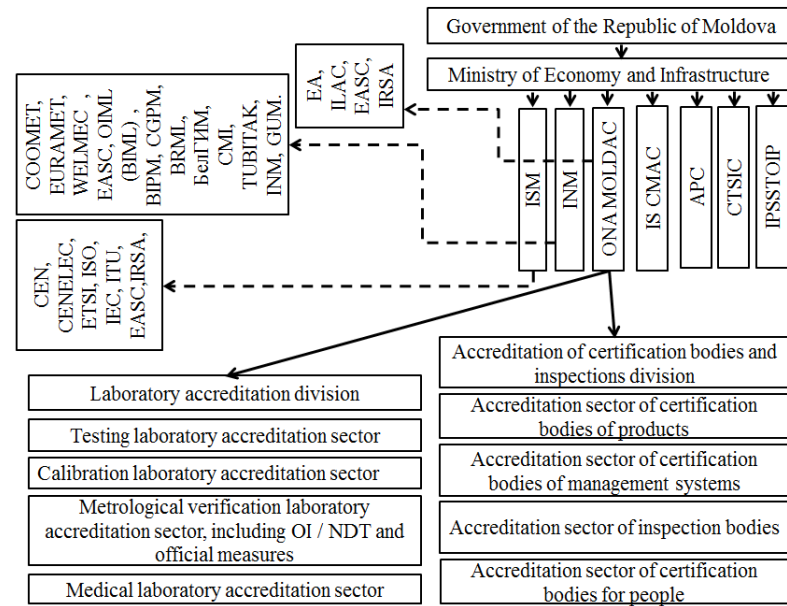 Government of the Republic of Moldova
Ministry of Economy and Infrastructure
EA,
ILAC,
EASC,
IRSA
COOMET,
EURAMET,
WELMEC ,
EASC, OIML
(BIML) ,
BIPM, CGPM,
BRML,
БелГИМ,
CMI,
TUBITAK,
INM, GUM.
CEN,
CENELEC,
ETSI, ISO,
IEC, ITU,
EASC,IRSA,
ISM
INM
ONAMOLDAC
IS CMAC
APC
CTSIC
IPSSTOIP
Laboratory accreditation division
Testing laboratory accreditation sector
Calibration laboratory accreditation sector
Metrological verification laboratory
accreditation sector, including OI / NDT and
official measures
Medical laboratory accreditation sector
Accreditation of certification bodies and
inspections division
Accreditation sector of certification
bodies of products
Accreditation sector of certification
bodies of management systems
Accreditation sector of inspection bodies
Accreditation sector of certification
bodies for people